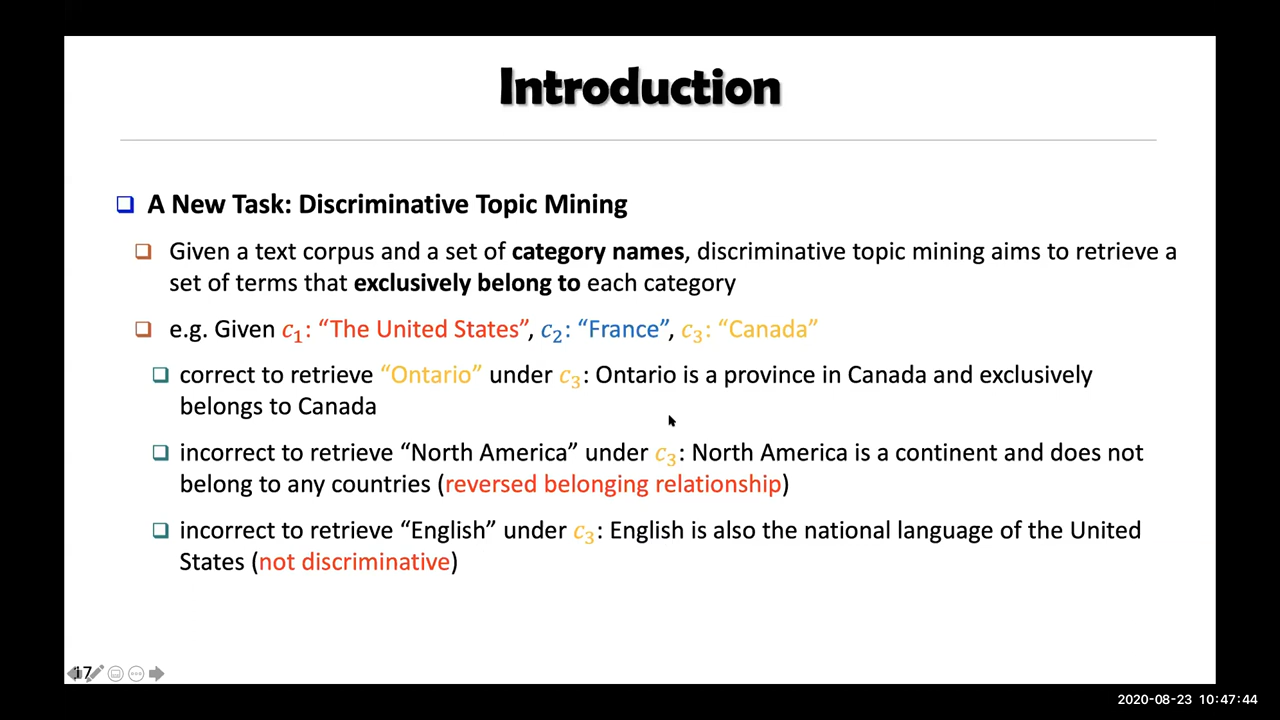 Introduction
A New Task: Discriminative Topic Mining
Given a text corpus and a set of category names, discriminative topic mining aims to retrieve a
set of terms that exclusively belong to each category
e.g. Given c₁: “The United States”, c₂: “France”, c₃: “Canada”
correct to retrieve “Ontario” under c₃: Ontario is a province in Canada and exclusively
belongs to Canada
incorrect to retrieve “North America” under c₃: North America is a continent and does not
belong to any countries (reversed belonging relationship)
incorrect to retrieve “English” under c₃: English is also the national language of the United
States (not discriminative)
17
2020-08-23 10:47:44